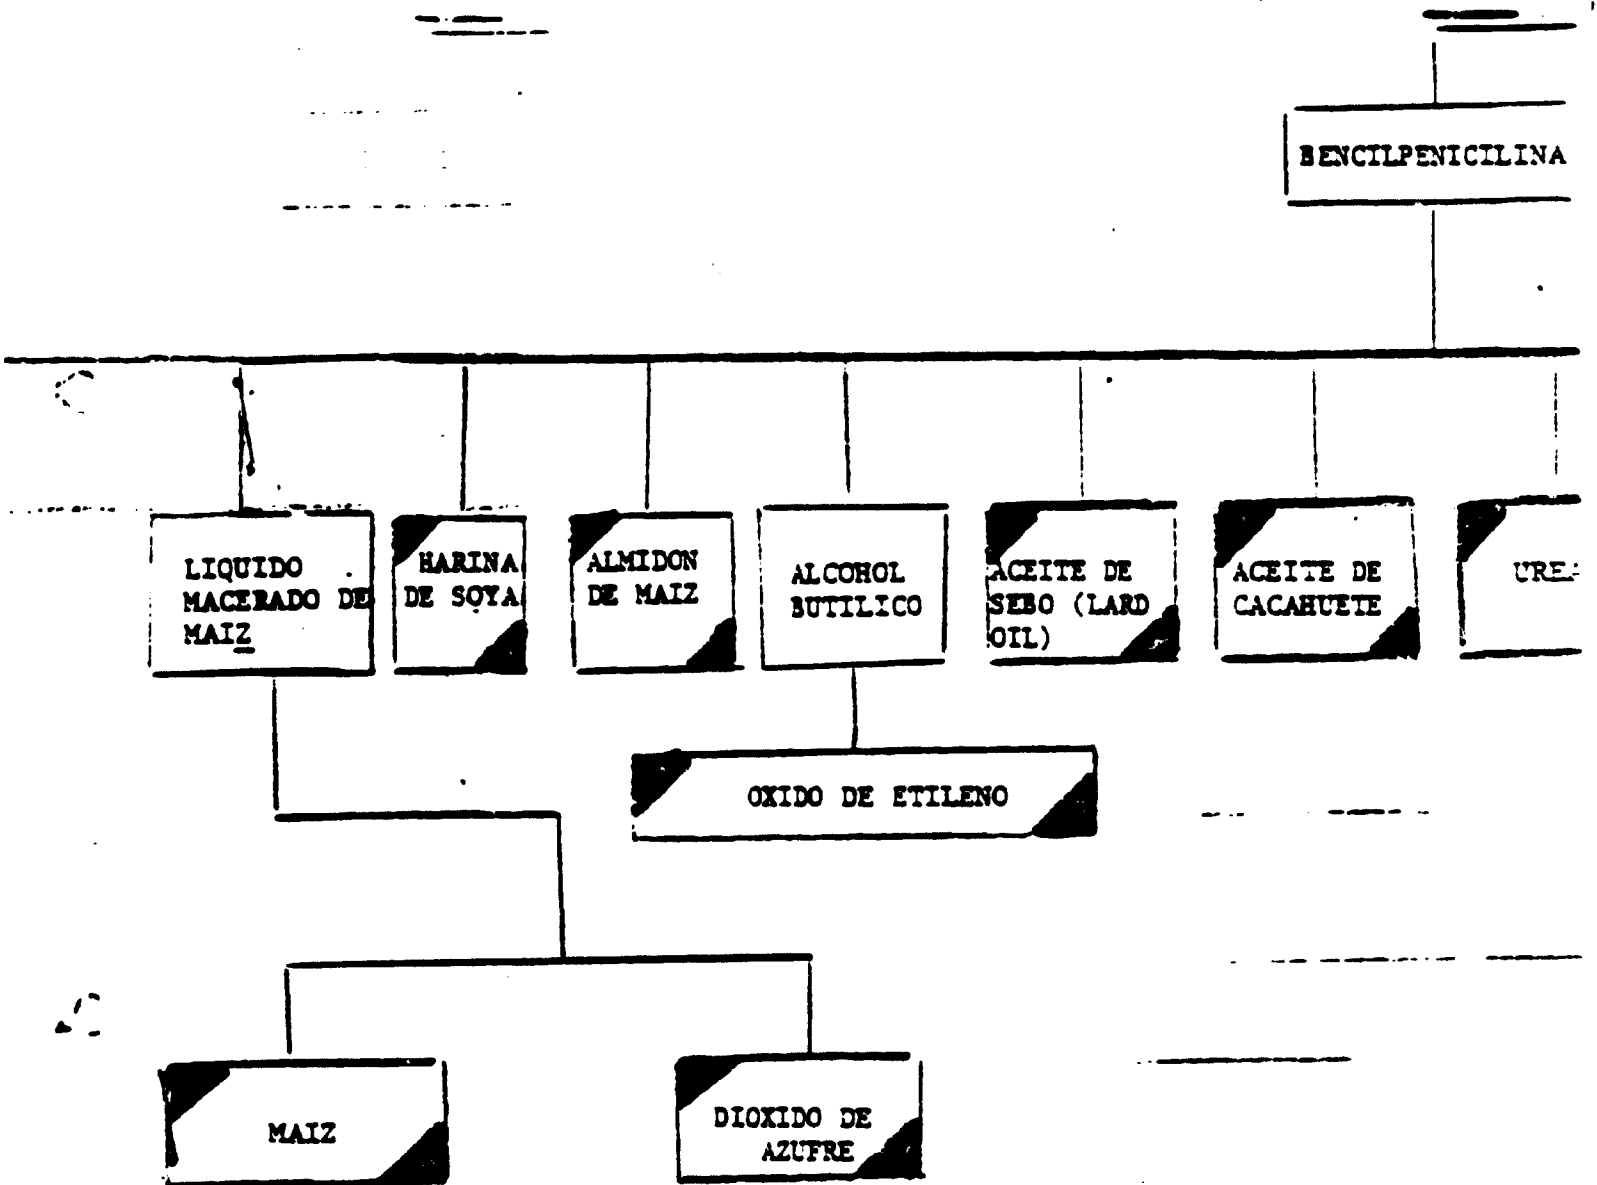 BENCILPENICILINA
LIQUIDO
MACERADO DE
MAIZ
HARINA
DE SOYA
ALMIDON
DE MAIZ
ALCOHOL
BUTILICO
ACEITE DE
SEBO (LARD
OIL)
ACEITE DE
CACAHUETE
UREA
OXIDO DE ETILENO
MAIZ
DIOXIDO DE
AZUFRE